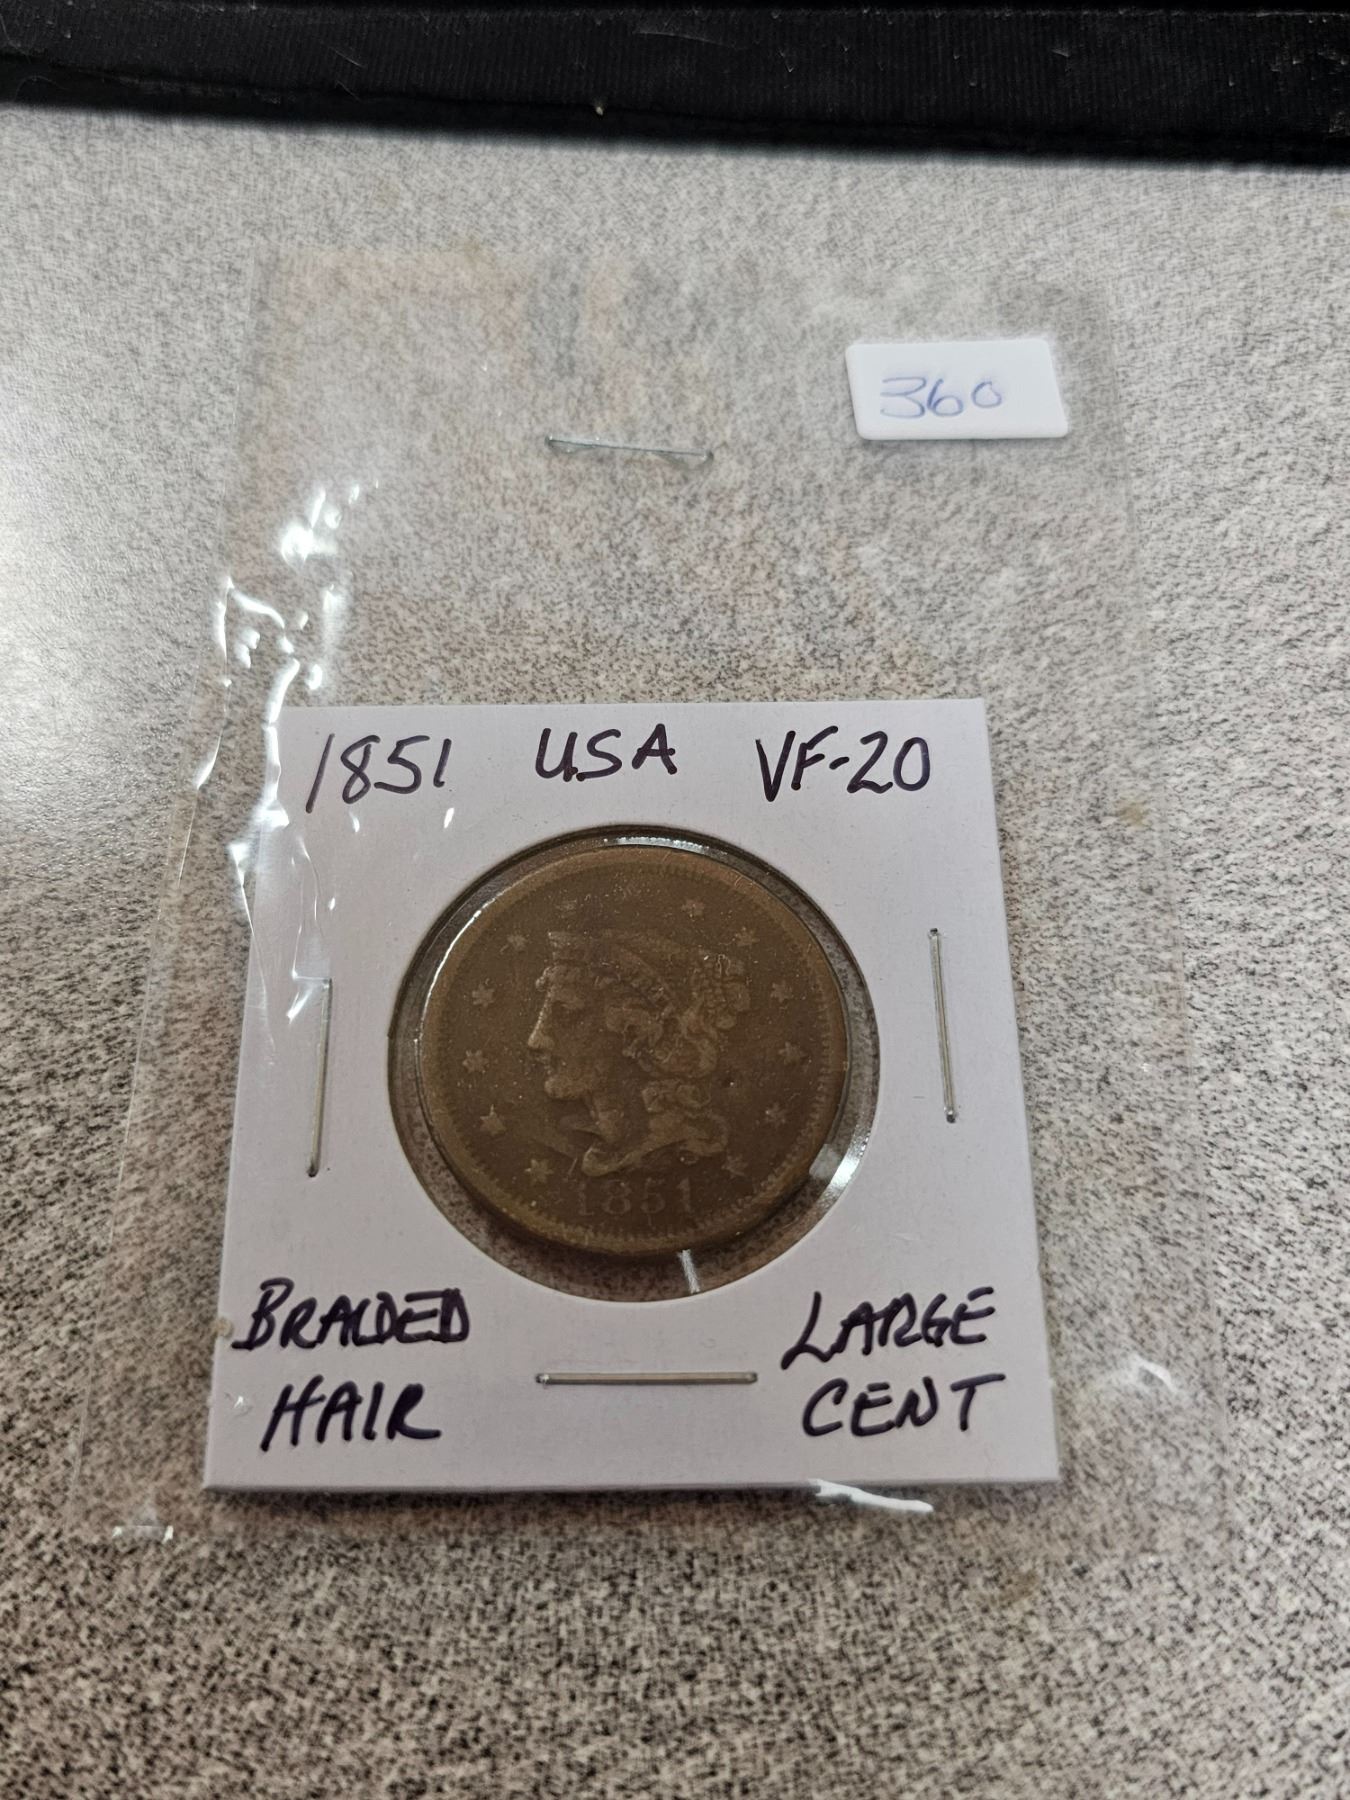 360
1851 USA VF-20
1851
BRAIDED HAIR
LARGE CENT